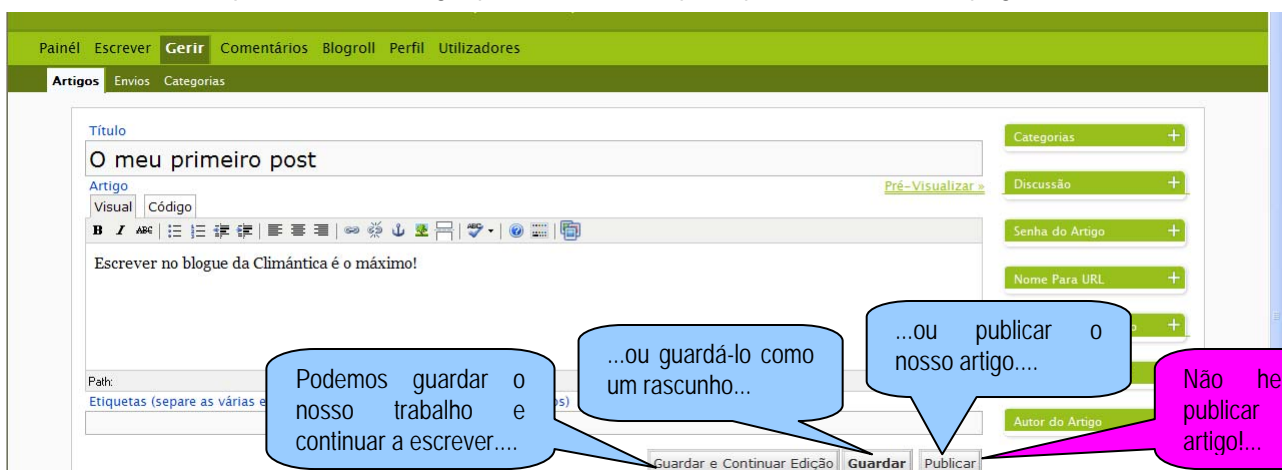 Painél Escrever Gerir Comentários Blogroll Perfil Utilizadores
Artigos Envios Categorias
Título
O meu primeiro post
Artigo
Pré-Visualizar »
Visual Código
B I ABC
Escrever no blogue da Climántica é o máximo!
Path:
Etiquetas (separe as várias
Categorias +
Discussão +
Senha do Artigo +
Nome Para URL +
+
Autor do Artigo
Podemos guardar o
nosso trabalho e
continuar a escrever....
...ou guardá-lo como
um rascunho...
...ou publicar o
nosso artigo....
Não
publicar
artigo!...
Guardar e Continuar Edição Guardar Publicar